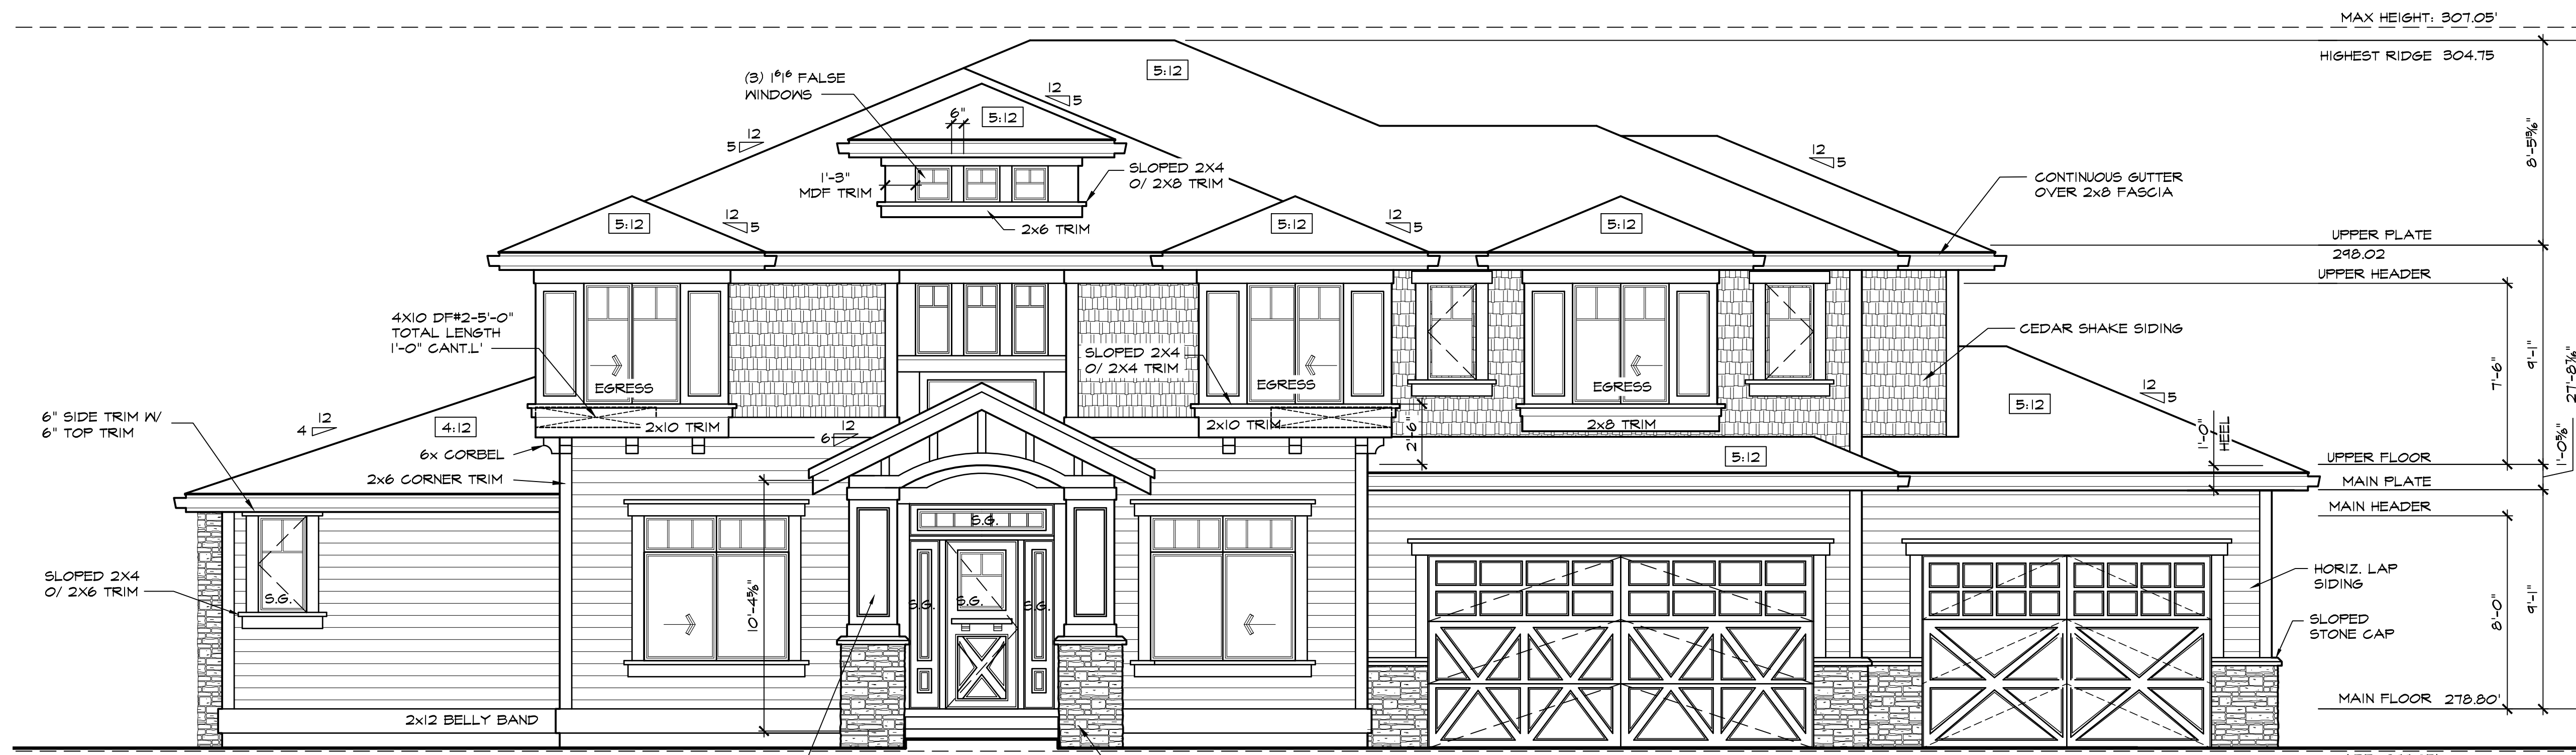 MAX HEIGHT: 307.05'
HIGHEST RIDGE 304.75
5:12
(3) 1⁶1⁶ FALSE
WINDOWS
12
5
6"
5:12
12
5
12
5
8'-5 13/16"
1'-3"
MDF TRIM
SLOPED 2X4
O/ 2X8 TRIM
2x6 TRIM
CONTINUOUS GUTTER
OVER 2x8 FASCIA
5:12
12
5
5:12
12
5
5:12
UPPER PLATE
298.02
UPPER HEADER
4X10 DF#2-5'-0"
TOTAL LENGTH
1'-0" CANT.L'
CEDAR SHAKE SIDING
SLOPED 2X4
O/ 2X4 TRIM
EGRESS
EGRESS
EGRESS
7'-6"
9'-1"
12
5
5:12
6" SIDE TRIM W/
6" TOP TRIM
12
4
4:12
2x10 TRIM
12
6
2x10 TRIM
2'-6"
2x8 TRIM
1'-0"
HEEL
6x CORBEL
5:12
UPPER FLOOR
2x6 CORNER TRIM
MAIN PLATE
MAIN HEADER
S.G.
SLOPED 2X4
O/ 2X6 TRIM
S.G.
10'-4⅝"
S.G.
S.G.
S.G.
HORIZ. LAP
SIDING
8'-0"
9'-1"
SLOPED
STONE CAP
2x12 BELLY BAND
MAIN FLOOR 278.80'